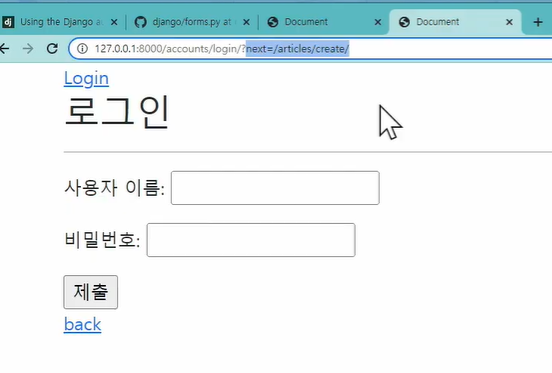 Using the Django a
django/forms.py at
Document
Document
127.0.0.1:8000/accounts/login/?next=/articles/create/
Login
로그인
사용자 이름:
비밀번호:
제출
back